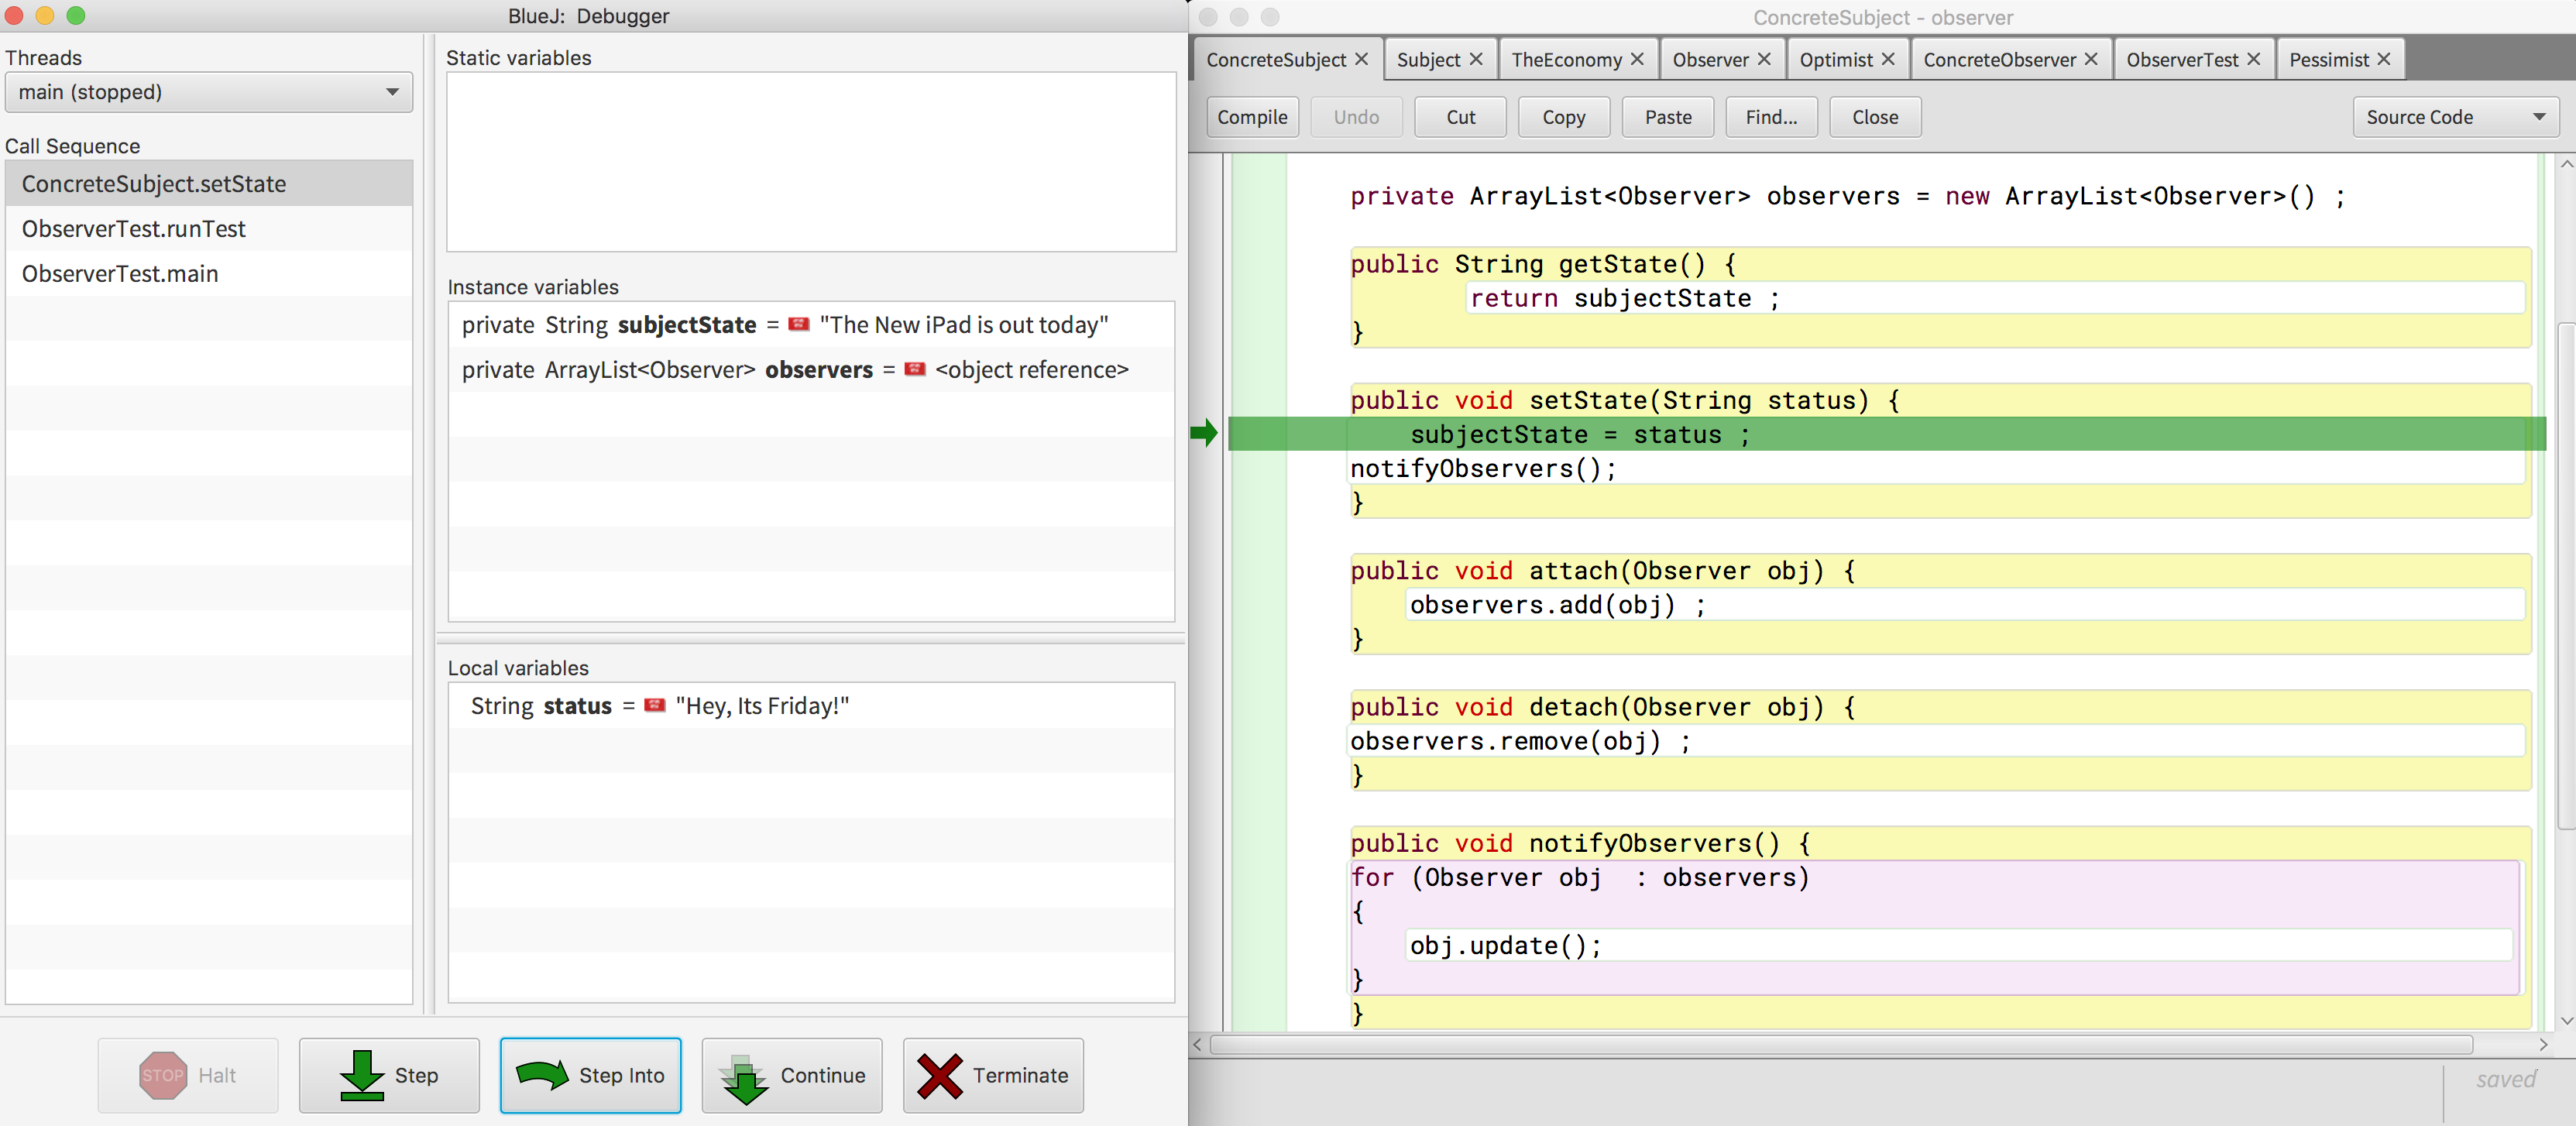 BlueJ: Debugger
Threads
main (stopped)
Call Sequence
ConcreteSubject.setState
ObserverTest.runTest
ObserverTest.main
Static variables
Instance variables
private String subjectState = "The New iPad is out today"
private ArrayList<Observer> observers = <object reference>
Local variables
String status = "Hey, Its Friday!"
STOP Halt
Step
Step Into
Continue
Terminate
ConcreteSubject - observer
ConcreteSubject Subject TheEconomy Observer Optimist ConcreteObserver ObserverTest Pessimist
Compile Undo Cut Copy Paste Find... Close Source Code
private ArrayList<Observer> observers = new ArrayList<Observer>() ;
public String getState() {
return subjectState ;
}
public void setState(String status) {
subjectState = status ;
notifyObservers();
}
public void attach(Observer obj) {
observers.add(obj) ;
}
public void detach(Observer obj) {
observers.remove(obj) ;
}
public void notifyObservers() {
for (Observer obj  : observers)
{
obj.update();
}
}
saved